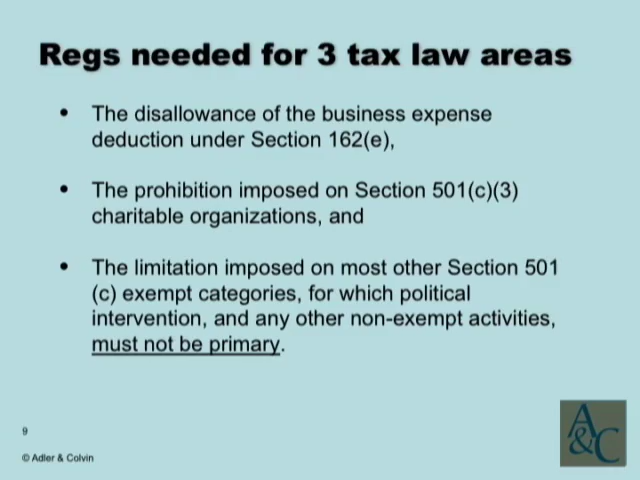 Regs needed for 3 tax law areas
• The disallowance of the business expense
deduction under Section 162(e),
• The prohibition imposed on Section 501(c)(3)
charitable organizations, and
• The limitation imposed on most other Section 501
(c) exempt categories, for which political
intervention, and any other non-exempt activities,
must not be primary.
9
© Adler & Colvin
A&C